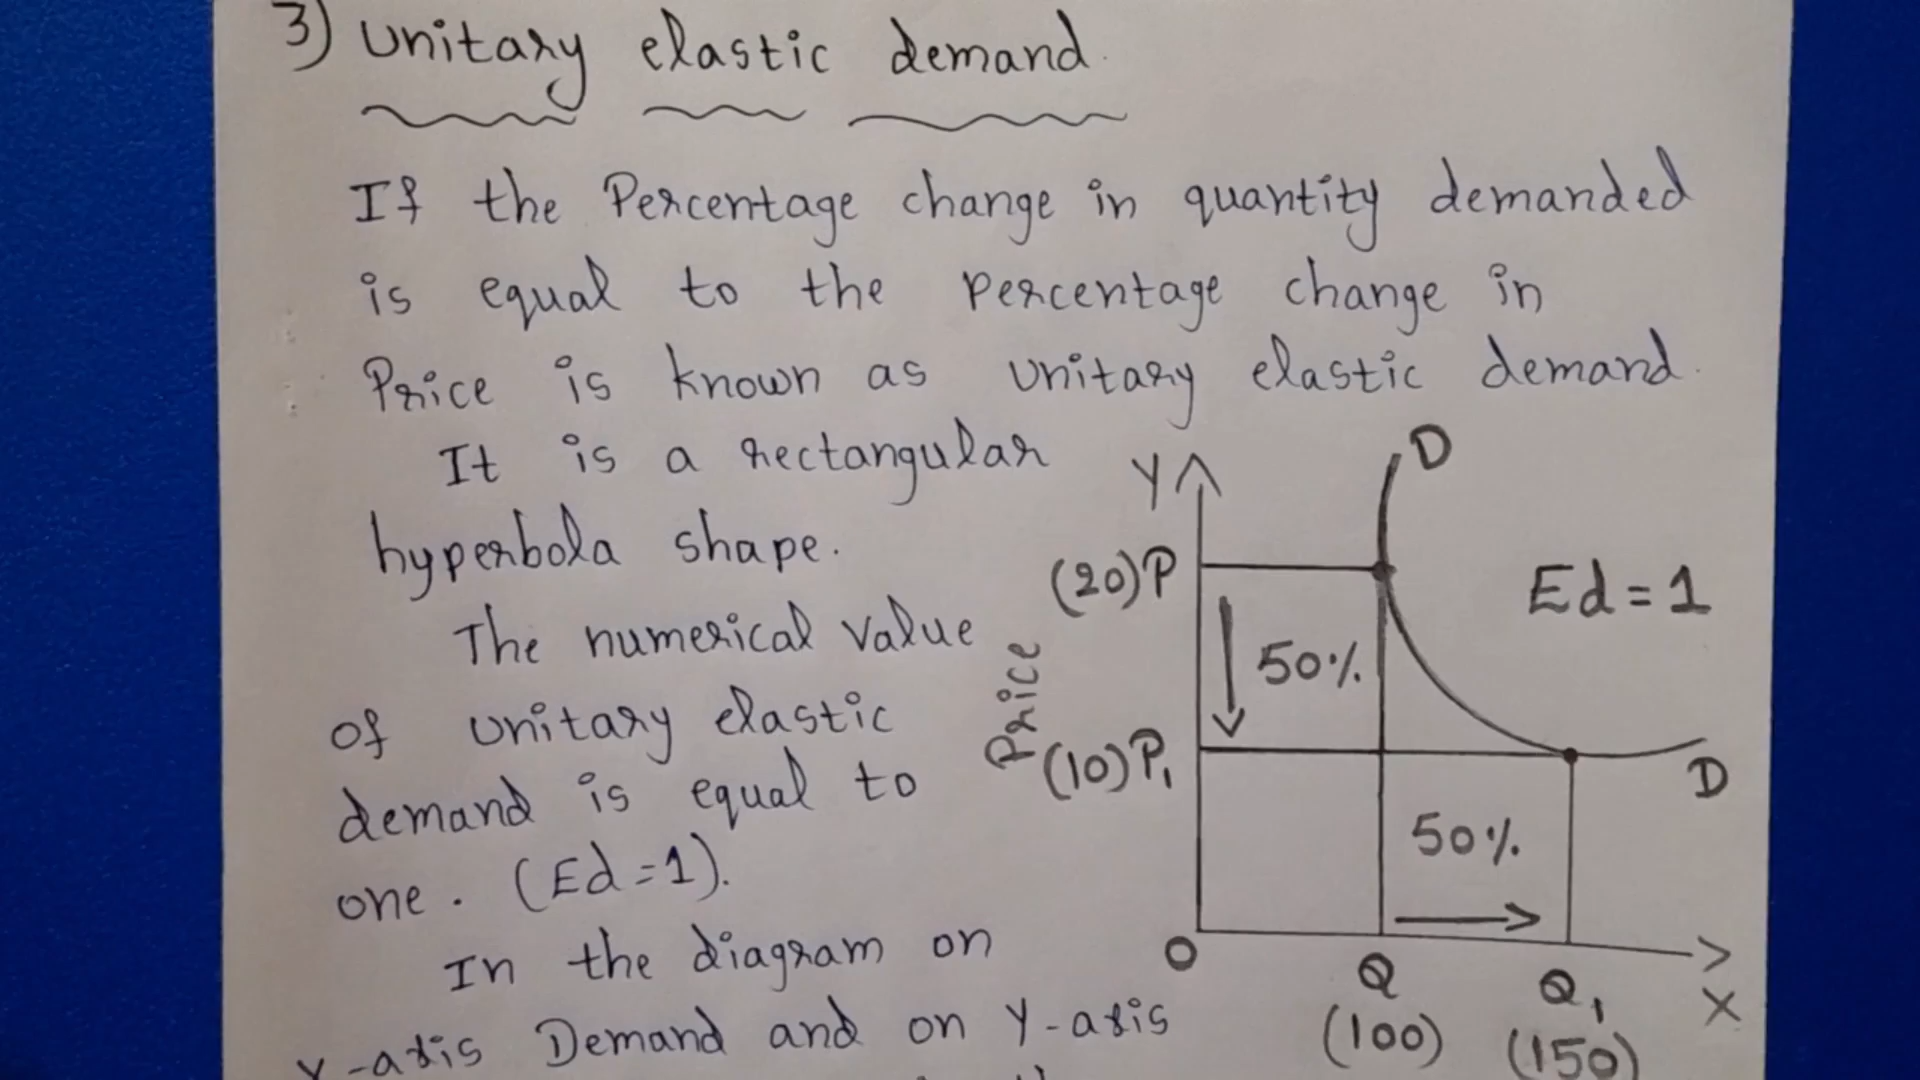 3) Unitary elastic demand.
If the Percentage change in quantity demanded
is equal to the percentage change in
Price is known as unitary elastic demand.
It is a rectangular
hyperbola shape.
The numerical value
of unitary elastic
demand is equal to
one. (Ed=1).
In the diagram on
X-axis Demand and on Y-axis
Y
D
(20)P
Ed=1
50%
Price
(10)P₁
D
50%
O
Q
Q₁
X
(100)
(150)